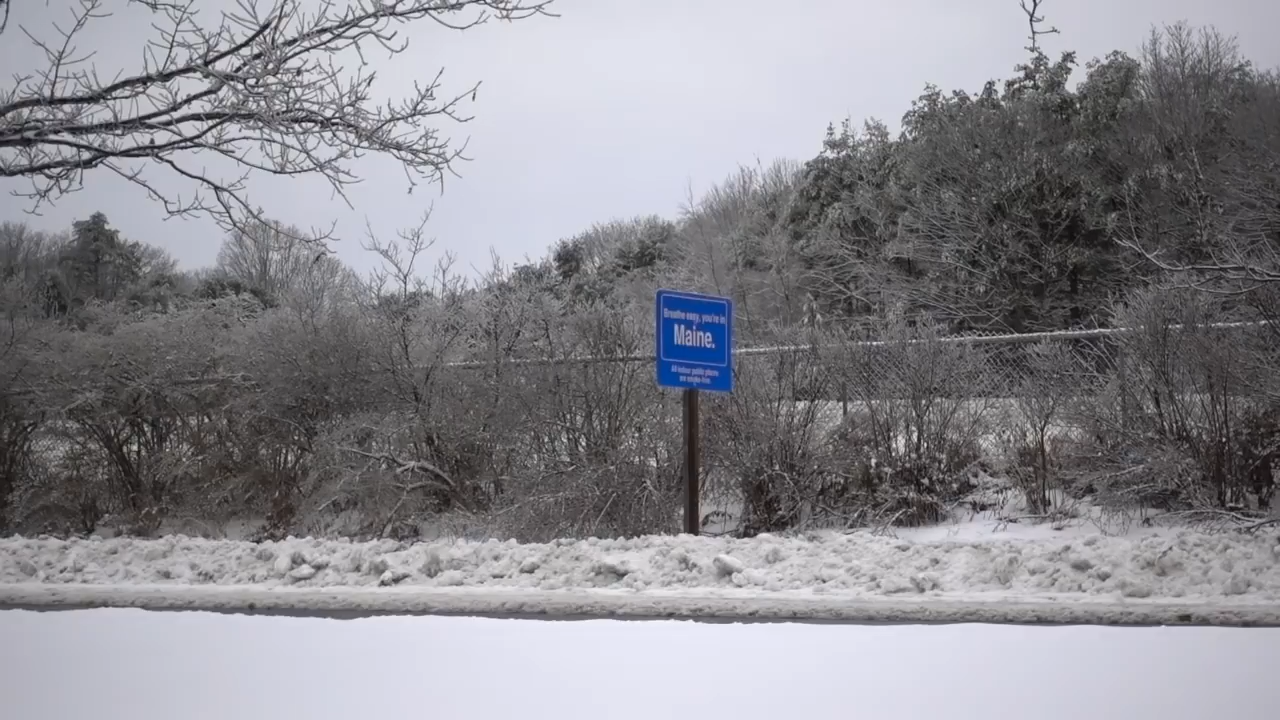 Breathe easy, you're in
Maine.
All indoor public places
are smoke-free.